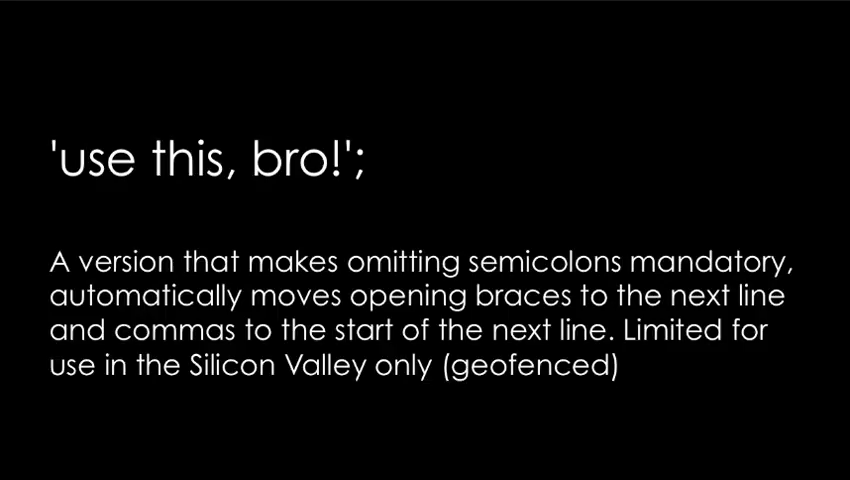 'use this, bro!';
A version that makes omitting semicolons mandatory,
automatically moves opening braces to the next line
and commas to the start of the next line. Limited for
use in the Silicon Valley only (geofenced)